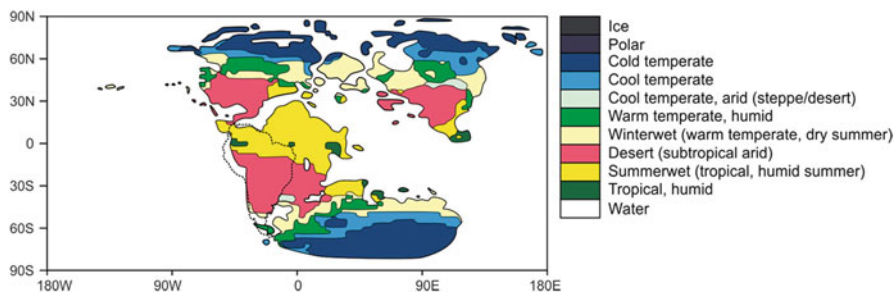 90N
60N
30N
0
30S
60S
90S
180W
90W
0
90E
180E
Ice
Polar
Cold temperate
Cool temperate
Cool temperate, arid (steppe/desert)
Warm temperate, humid
Winterwet (warm temperate, dry summer)
Desert (subtropical arid)
Summerwet (tropical, humid summer)
Tropical, humid
Water